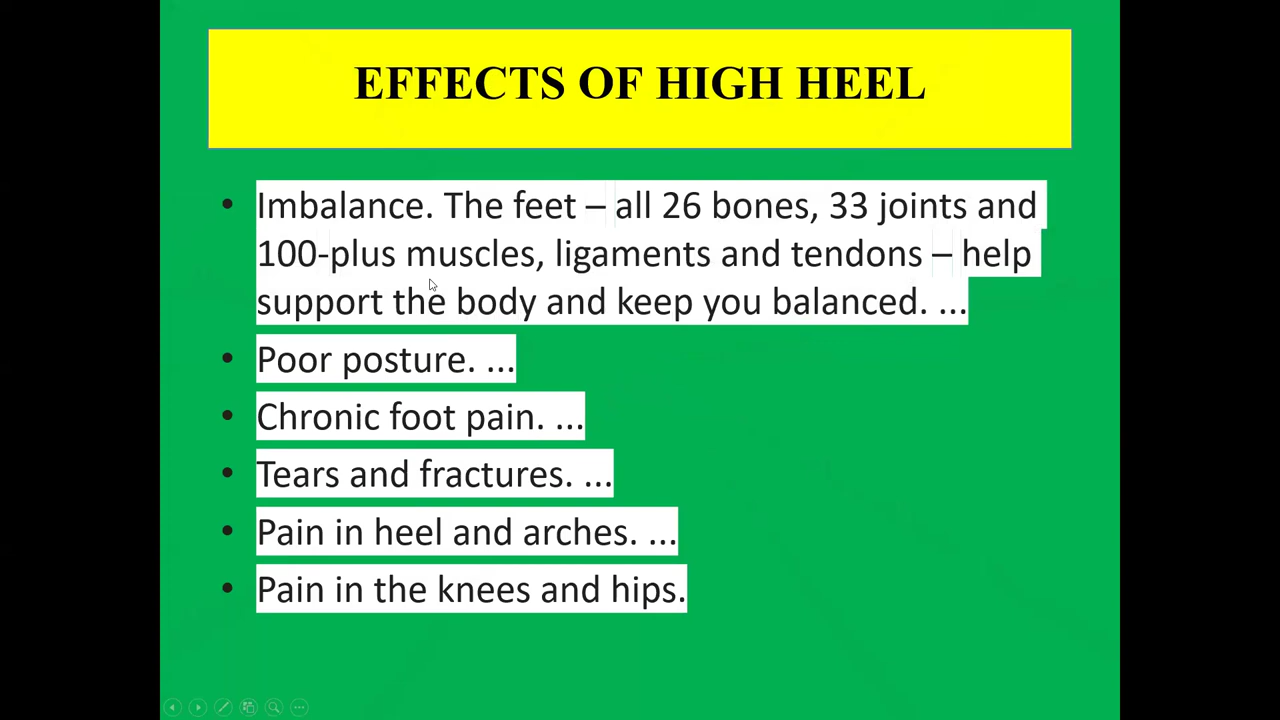 EFFECTS OF HIGH HEEL
• Imbalance. The feet – all 26 bones, 33 joints and
100-plus muscles, ligaments and tendons – help
support the body and keep you balanced. ...
• Poor posture. ...
• Chronic foot pain. ...
• Tears and fractures. ...
• Pain in heel and arches. ...
• Pain in the knees and hips.